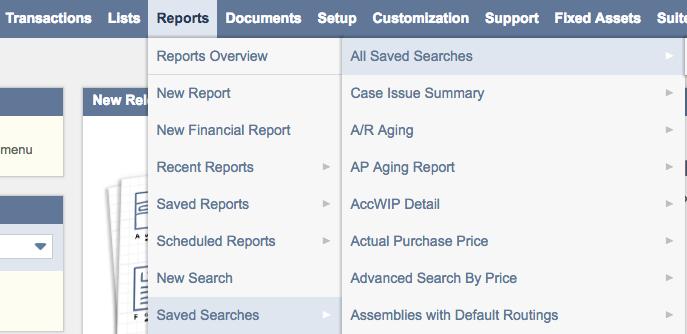 Transactions Lists Reports Documents Setup Customization Support Fixed Assets
Reports Overview All Saved Searches
New Rel New Report Case Issue Summary
menu New Financial Report A/R Aging
Recent Reports AP Aging Report
Saved Reports AccWIP Detail
Scheduled Reports Actual Purchase Price
New Search Advanced Search By Price
Saved Searches Assemblies with Default Routings